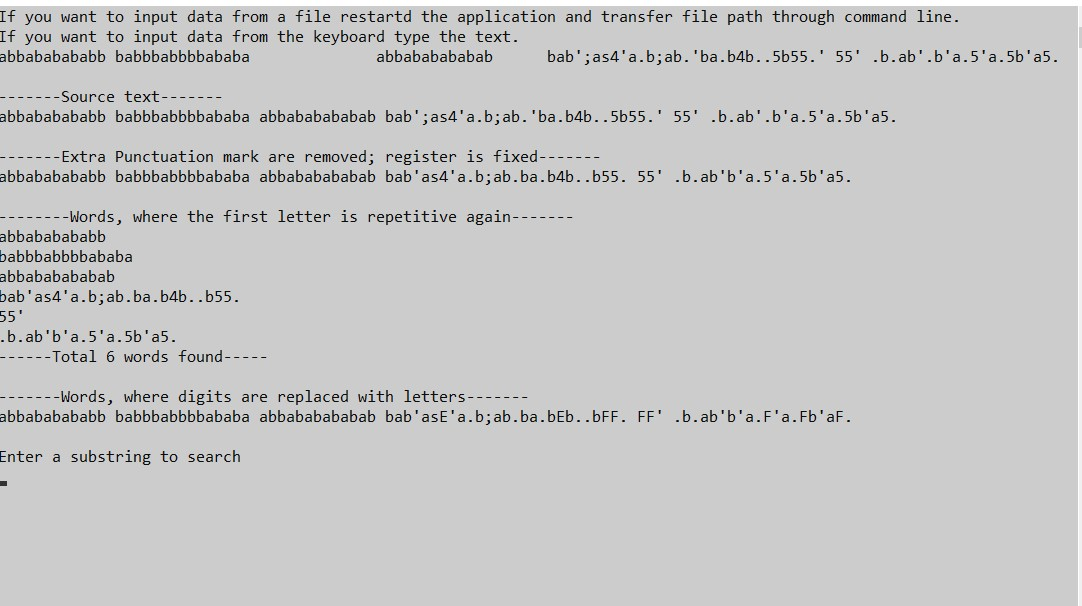 If you want to input data from a file restartd the application and transfer file path through command line.
If you want to input data from the keyboard type the text.
abbababababb babbbabbbbababa              abbababababab      bab';as4'a.b;ab.'ba.b4b..5b55.' 55' .b.ab'.b'a.5'a.5b'a5.
-------Source text-------
abbababababb babbbabbbbababa abbababababab bab';as4'a.b;ab.'ba.b4b..5b55.' 55' .b.ab'.b'a.5'a.5b'a5.
-------Extra Punctuation mark are removed; register is fixed-------
abbababababb babbbabbbbababa abbababababab bab'as4'a.b;ab.ba.b4b..b55. 55' .b.ab'b'a.5'a.5b'a5.
--------Words, where the first letter is repetitive again-------
abbababababb
babbbabbbbababa
abbababababab
bab'as4'a.b;ab.ba.b4b..b55.
55'
.b.ab'b'a.5'a.5b'a5.
------Total 6 words found-----
-------Words, where digits are replaced with letters-------
abbababababb babbbabbbbababa abbababababab bab'asE'a.b;ab.ba.bEb..bFF. FF' .b.ab'b'a.F'a.Fb'aF.
Enter a substring to search